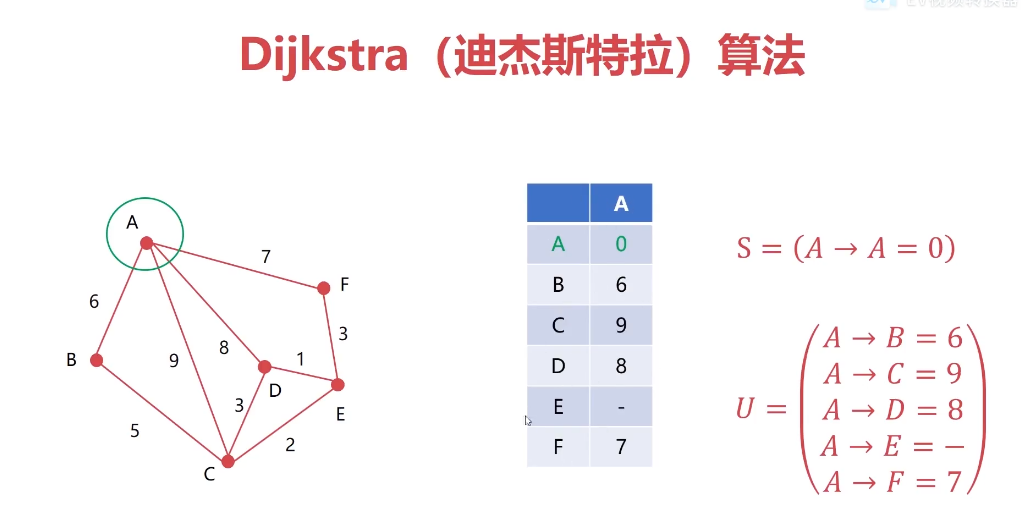 Dijkstra（迪杰斯特拉）算法
A
7
F
6
3
B
9
8
1
D
3
E
5
2
C
A
A 0
B 6
C 9
D 8
E -
F 7
S = (A → A = 0)
A → B = 6
A → C = 9
U = A → D = 8
A → E = −
A → F = 7